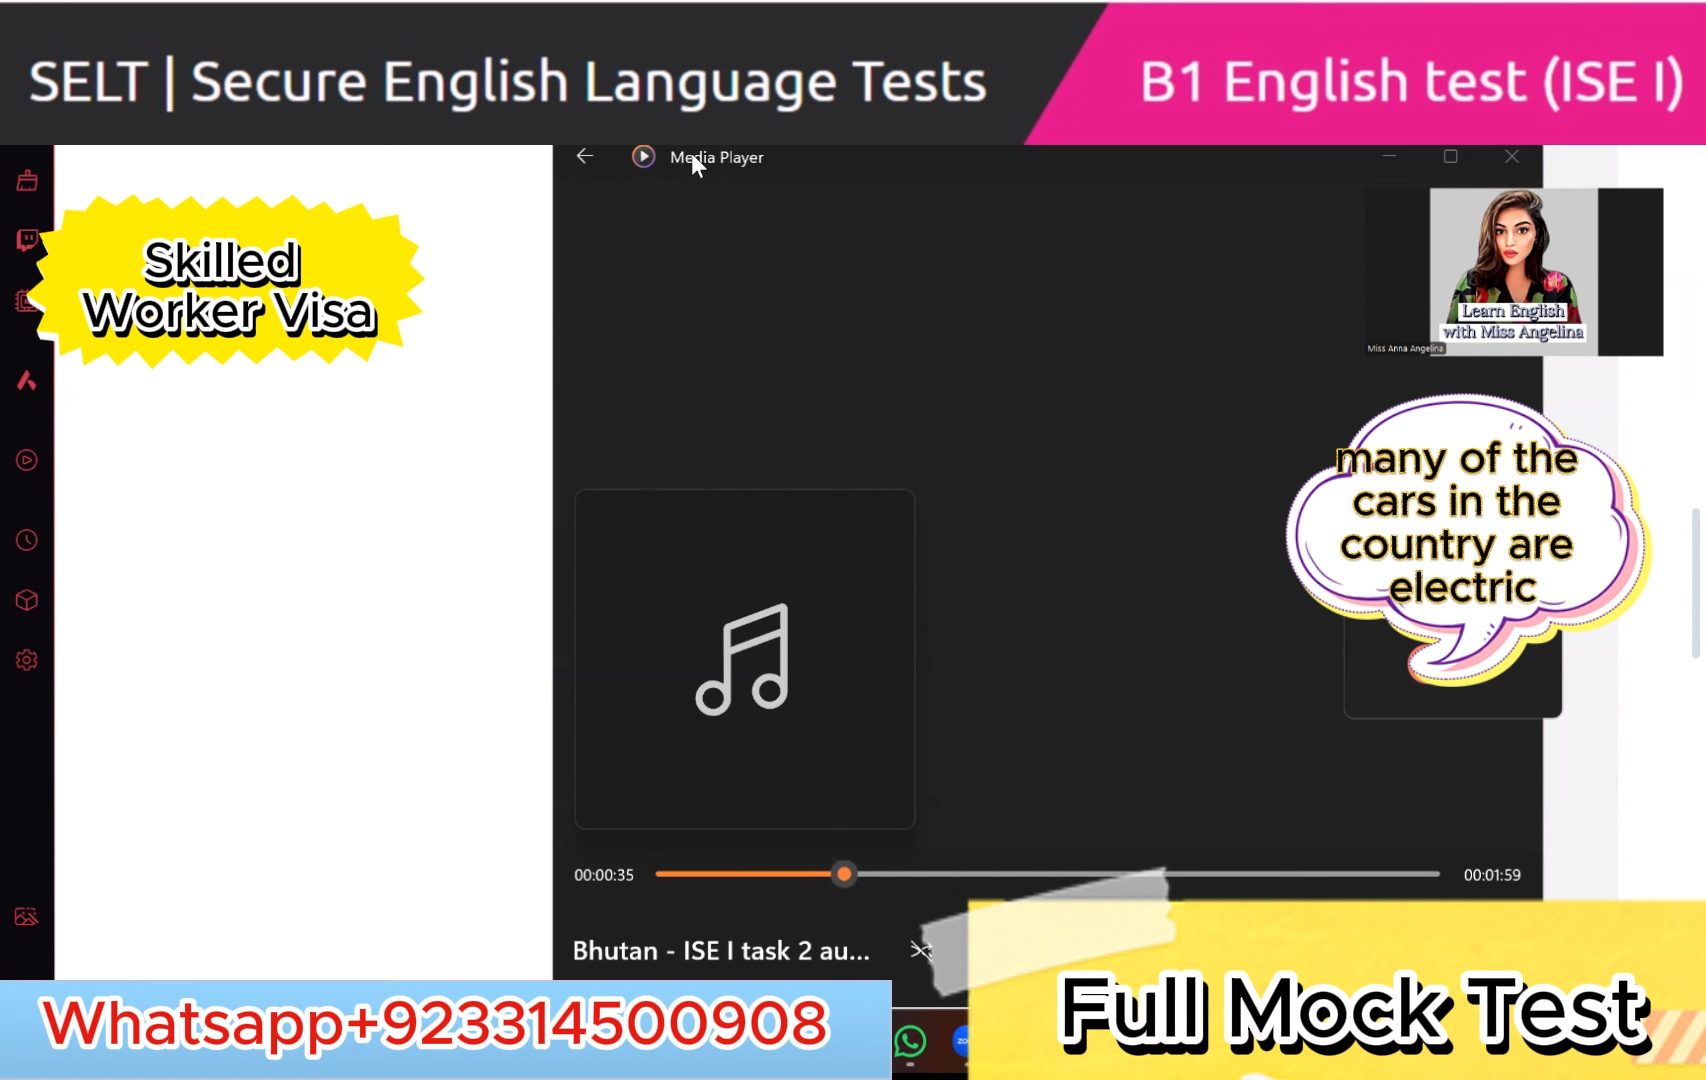 SELT | Secure English Language Tests
B1 English test (ISE I)
Media Player
Skilled
Worker Visa
Learn English
with Miss Angelina
Miss Anna Angelina
many of the
cars in the
country are
electric
00:00:35
00:01:59
Bhutan - ISE I task 2 au...
Whatsapp+923314500908
zo
Full Mock Test